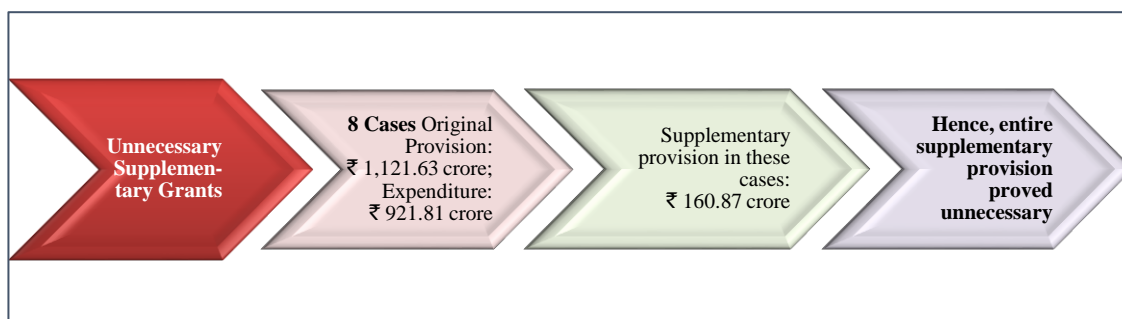 Unnecessary
Supplemen-
tary Grants
8 Cases Original
Provision:
₹ 1,121.63 crore;
Expenditure:
₹ 921.81 crore
Supplementary
provision in these
cases:
₹ 160.87 crore
Hence, entire
supplementary
provision
proved
unnecessary